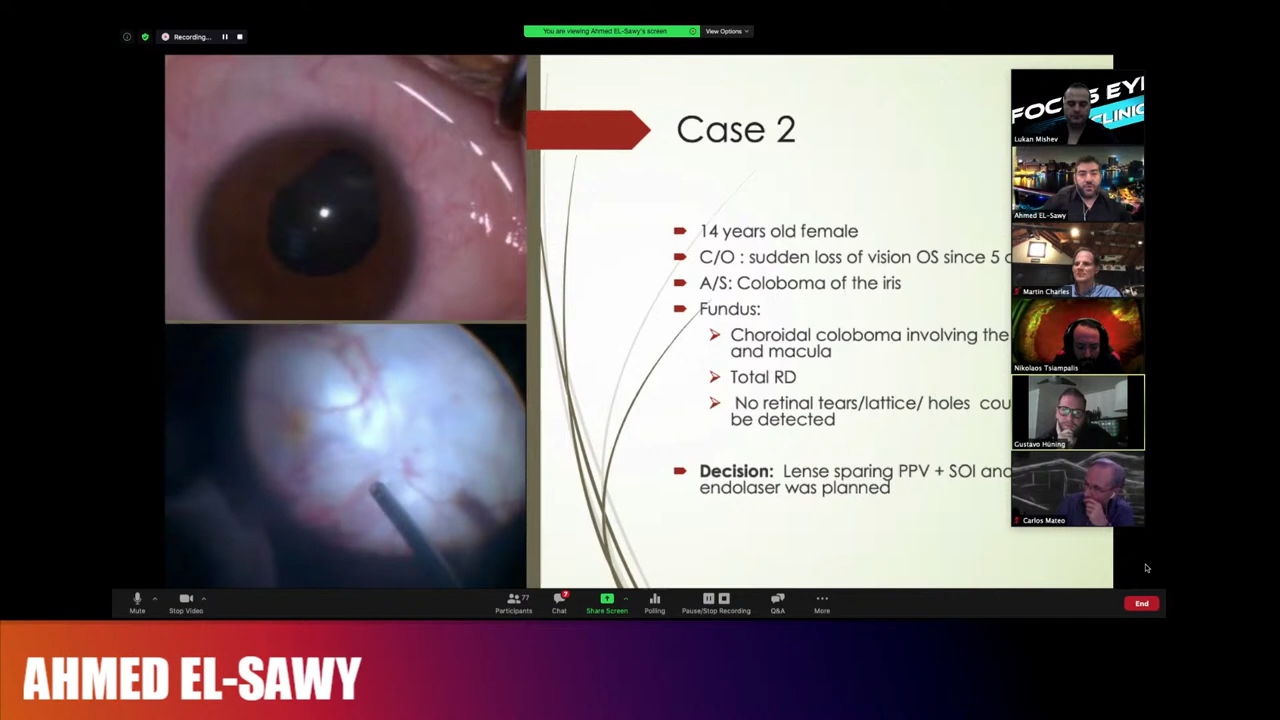 Recording...
You are viewing Ahmed EL-Sawy's screen
View Options
Case 2
14 years old female
C/O : sudden loss of vision OS since 5
A/S: Coloboma of the iris
Fundus:
Choroidal coloboma involving the
and macula
Total RD
No retinal tears/lattice/ holes cou
be detected
Decision: Lense sparing PPV + SOI and
endolaser was planned
FOCUS EYE
CLINIC
Lukan Mishev
Ahmed EL-Sawy
Martin Charles
Nikolaos Tsiampalis
Gustavo Hüning
Carlos Mateo
Mute
Stop Video
77
Participants
7
Chat
Share Screen
Polling
Pause/Stop Recording
Q&A
More
End
AHMED EL-SAWY